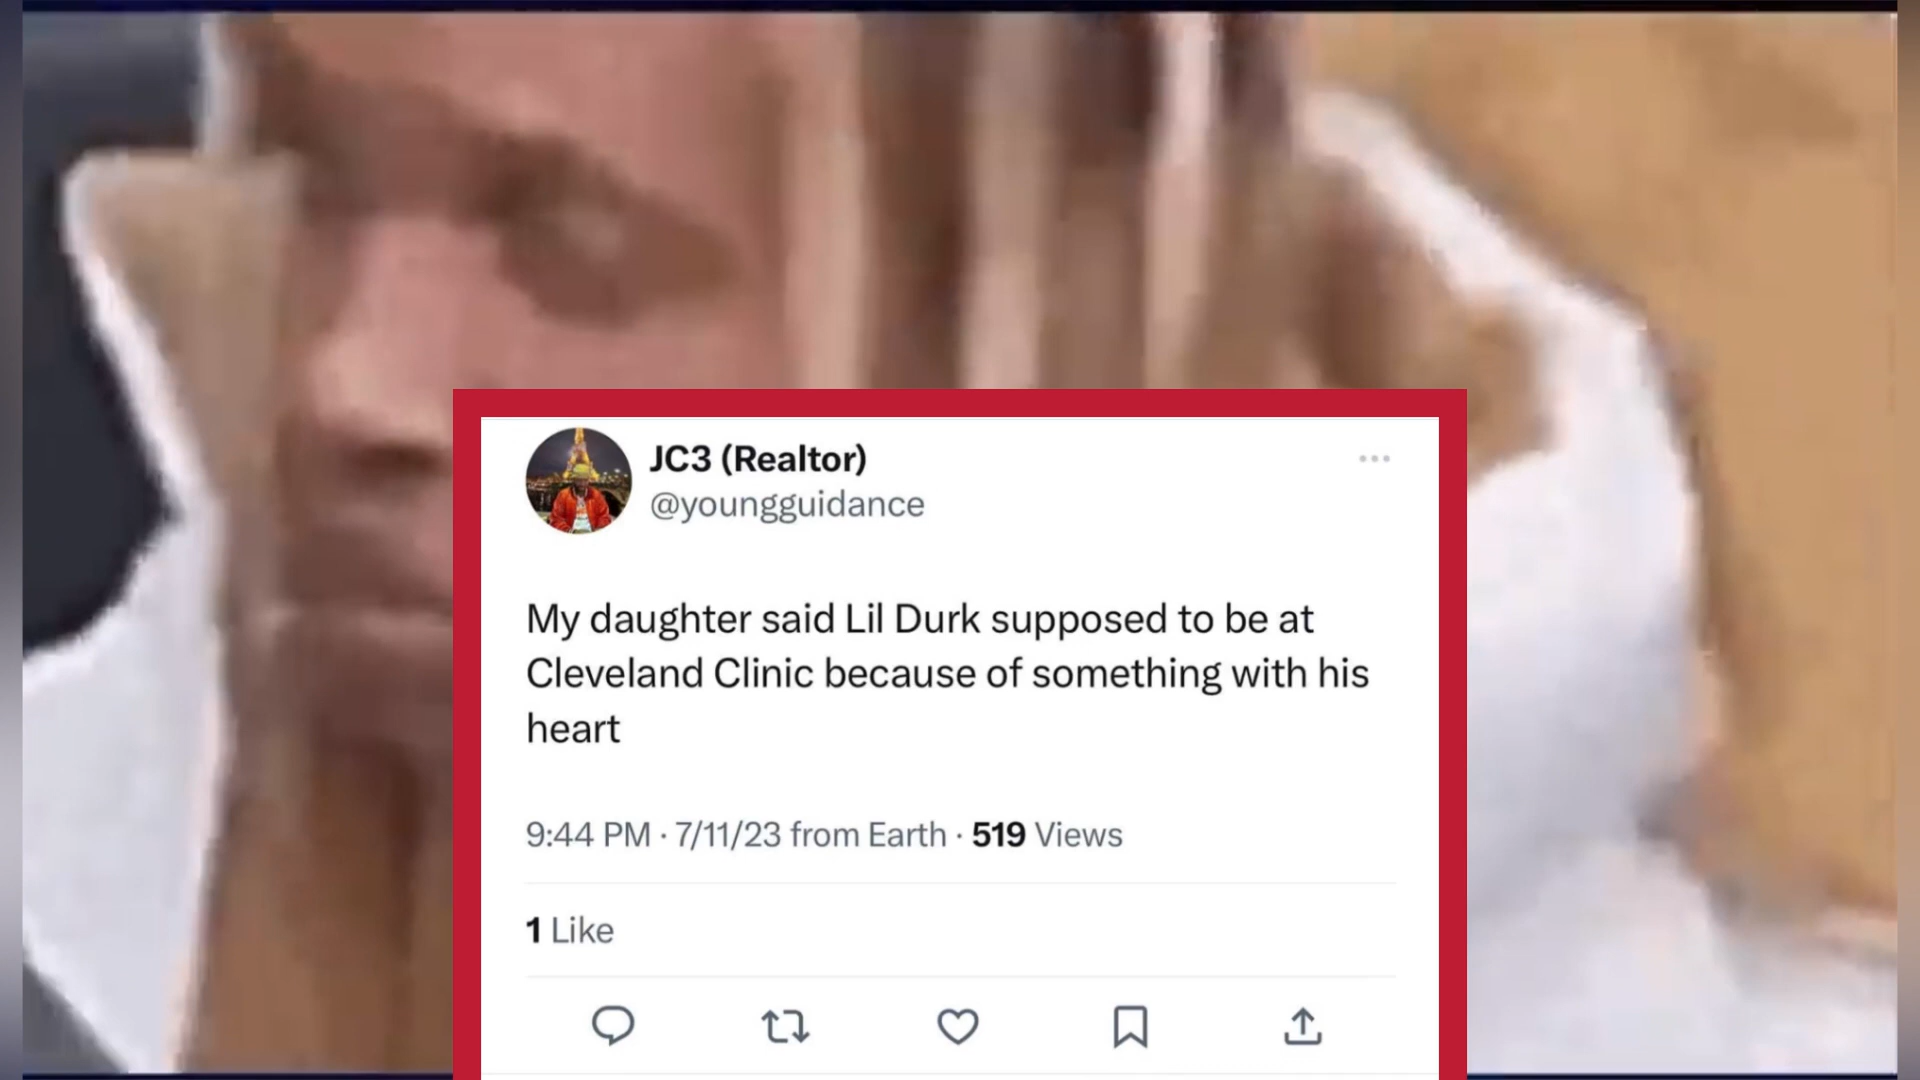 JC3 (Realtor)
@youngguidance
My daughter said Lil Durk supposed to be at
Cleveland Clinic because of something with his
heart
9:44 PM · 7/11/23 from Earth · 519 Views
1 Like